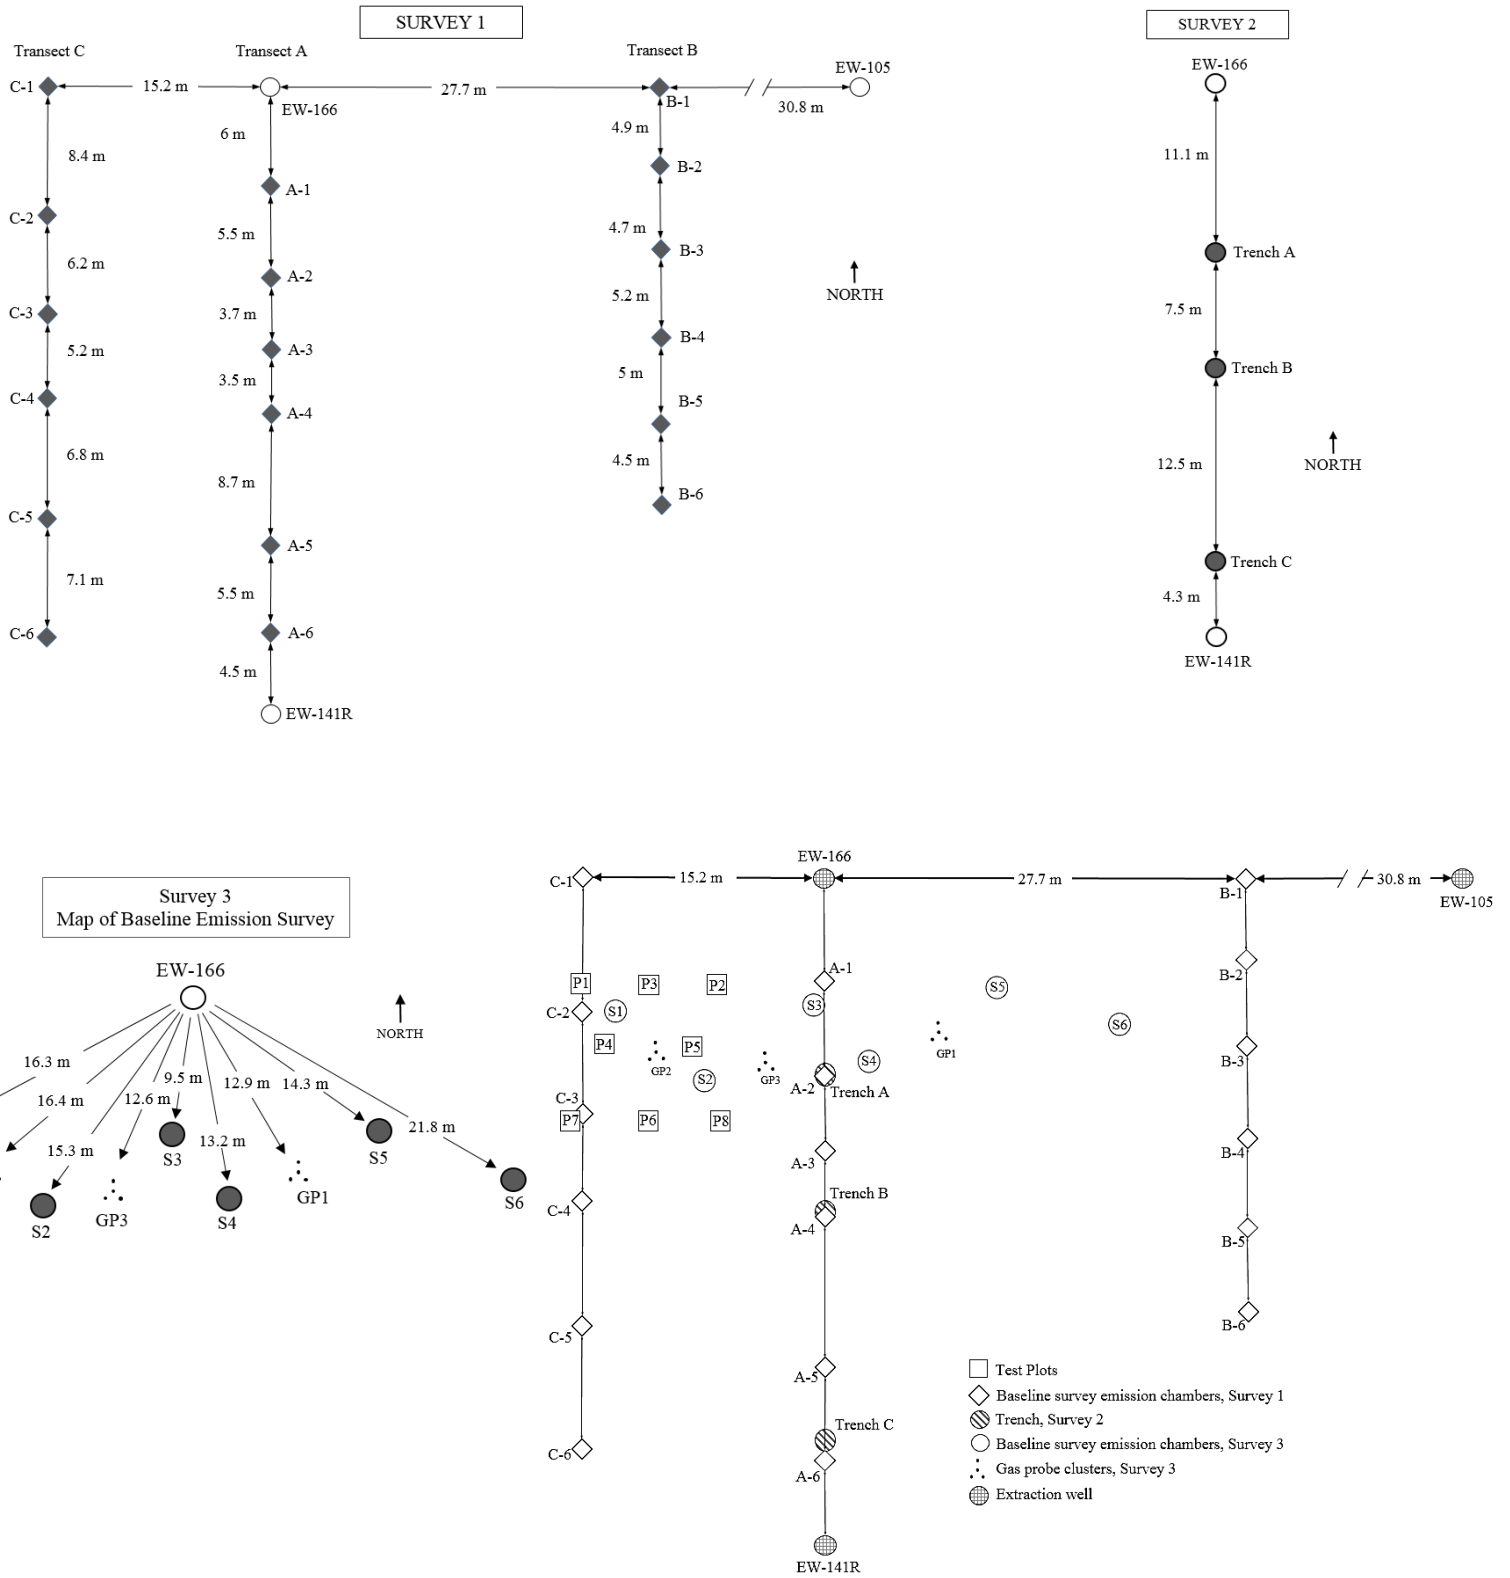 SURVEY 1
Transect C
Transect A
Transect B
C-1
15.2 m
EW-166
27.7 m
B-1
30.8 m
EW-105
6 m
4.9 m
8.4 m
A-1
B-2
C-2
5.5 m
4.7 m
6.2 m
A-2
B-3
C-3
3.7 m
5.2 m
5.2 m
A-3
B-4
3.5 m
5 m
C-4
A-4
B-5
6.8 m
8.7 m
4.5 m
B-6
C-5
A-5
7.1 m
5.5 m
C-6
A-6
4.5 m
EW-141R
NORTH
SURVEY 2
EW-166
11.1 m
Trench A
7.5 m
Trench B
12.5 m
NORTH
Trench C
4.3 m
EW-141R
Survey 3
Map of Baseline Emission Survey
EW-166
NORTH
16.3 m
16.4 m
15.3 m
12.6 m
9.5 m
13.2 m
12.9 m
14.3 m
21.8 m
S2
GP3
S3
S4
GP1
S5
S6
EW-166
C-1
15.2 m
27.7 m
B-1
30.8 m
EW-105
A-1
B-2
P1
P3
P2
S5
C-2
S1
S3
S6
P4
P5
GP2
GP3
S4
GP1
B-3
S2
A-2
Trench A
C-3
P7
P6
P8
A-3
B-4
C-4
Trench B
A-4
B-5
C-5
B-6
A-5
Trench C
C-6
A-6
EW-141R
Test Plots
Baseline survey emission chambers, Survey 1
Trench, Survey 2
Baseline survey emission chambers, Survey 3
Gas probe clusters, Survey 3
Extraction well